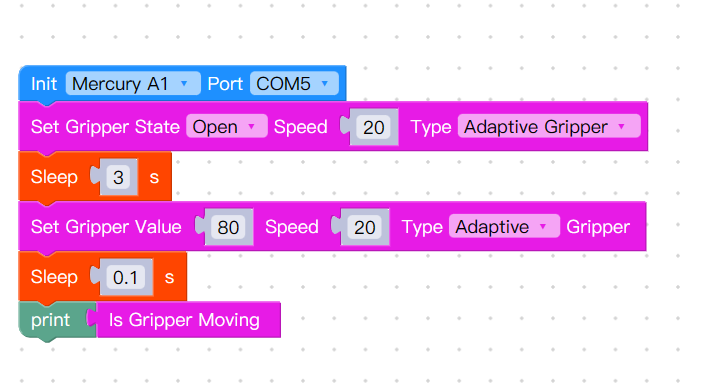 Init Mercury A1 Port COM5
Set Gripper State Open Speed 20 Type Adaptive Gripper
Sleep 3 s
Set Gripper Value 80 Speed 20 Type Adaptive Gripper
Sleep 0.1 s
print Is Gripper Moving